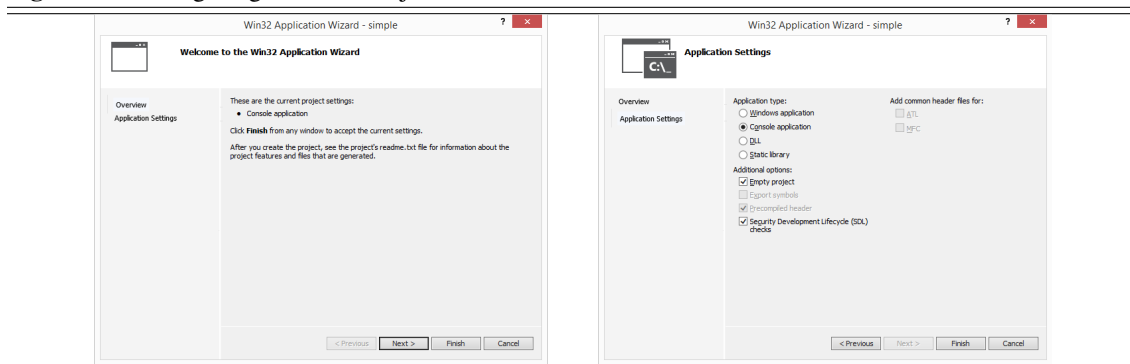 Win32 Application Wizard - simple
? ×
Welcome to the Win32 Application Wizard
Overview
Application Settings
These are the current project settings:
• Console application
Click Finish from any window to accept the current settings.
After you create the project, see the project's readme.txt file for information about the
project features and files that are generated.
< Previous
Next >
Finish
Cancel
Win32 Application Wizard - simple
? ×
C:\_
Application Settings
Overview
Application Settings
Application type:
Windows application
Console application
DLL
Static library
Additional options:
Empty project
Export symbols
Precompiled header
Security Development Lifecycle (SDL)
checks
Add common header files for:
ATL
MFC
< Previous
Next >
Finish
Cancel